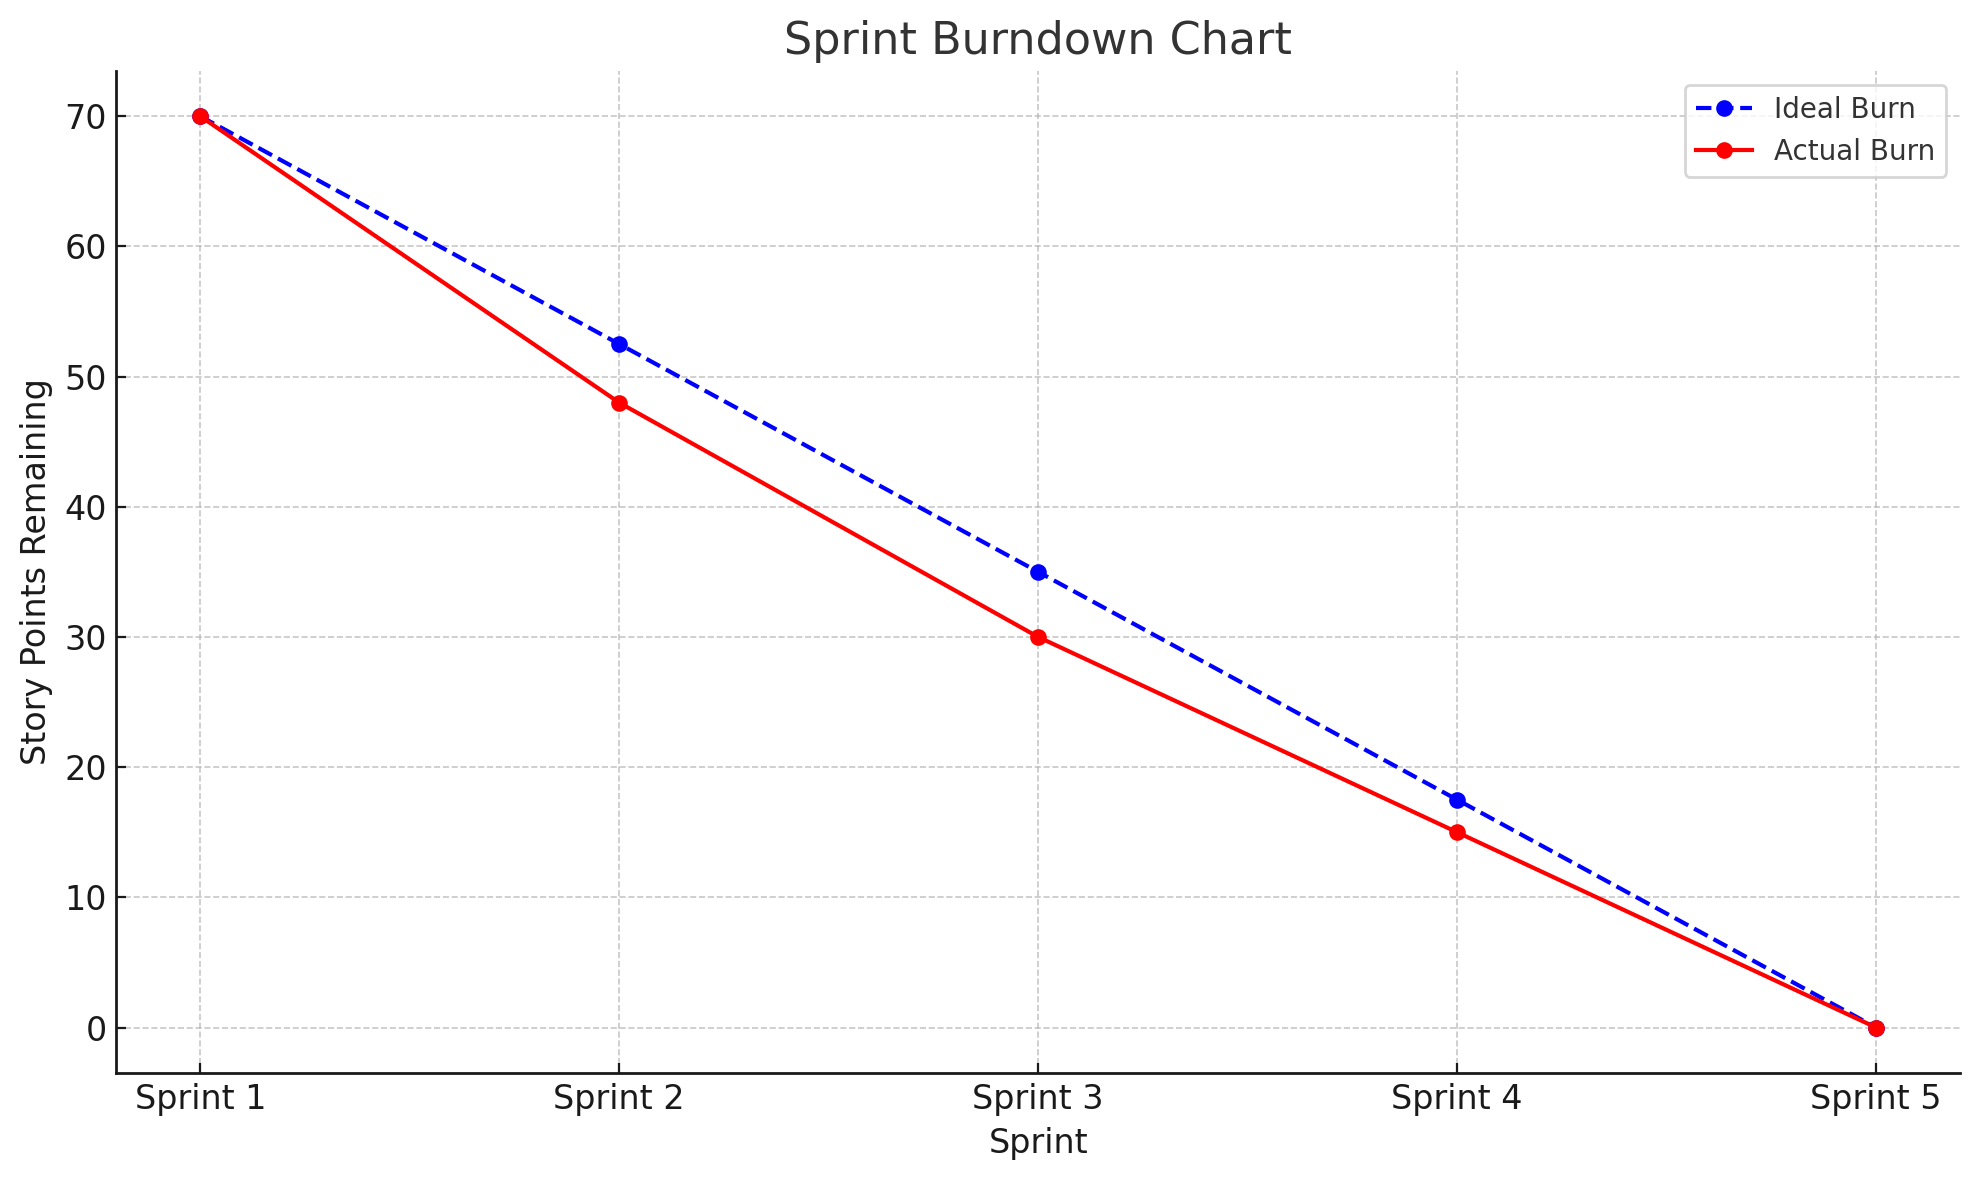 Sprint Burndown Chart
Ideal Burn
Actual Burn
Story Points Remaining
70
60
50
40
30
20
10
0
Sprint 1 Sprint 2 Sprint 3 Sprint 4 Sprint 5
Sprint